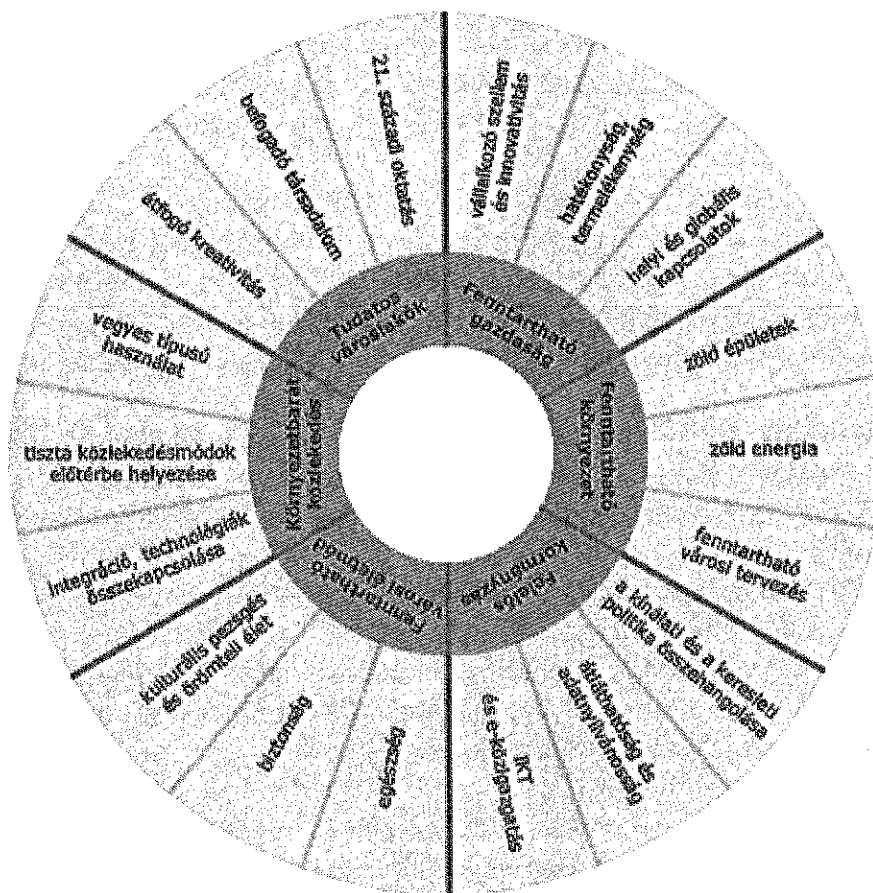 21. századi oktatás
befogadó társadalom
átfogó kreativitás
Tudatos
városlakók
vállalkozó szellem
és innovativitás
hatékonyság,
termelékenység
helyi és globális
kapcsolatok
Fenntartható
gazdaság
zöld épületek
zöld energia
fenntartható
városi tervezés
Fenntartható
környezet
a kínálati és a keresleti
politika összehangolása
átláthatóság és
adatnyilvánosság
IKT
és e-közigazgatás
Felelős
kormányzás
egészség
biztonság
kulturális pezsgés
és örömteli élet
Fenntartható
városi életmód
integráció, technológiák
összekapcsolása
tiszta közlekedésmódok
előtérbe helyezése
vegyes típusú
használat
Környezetbarát
közlekedés